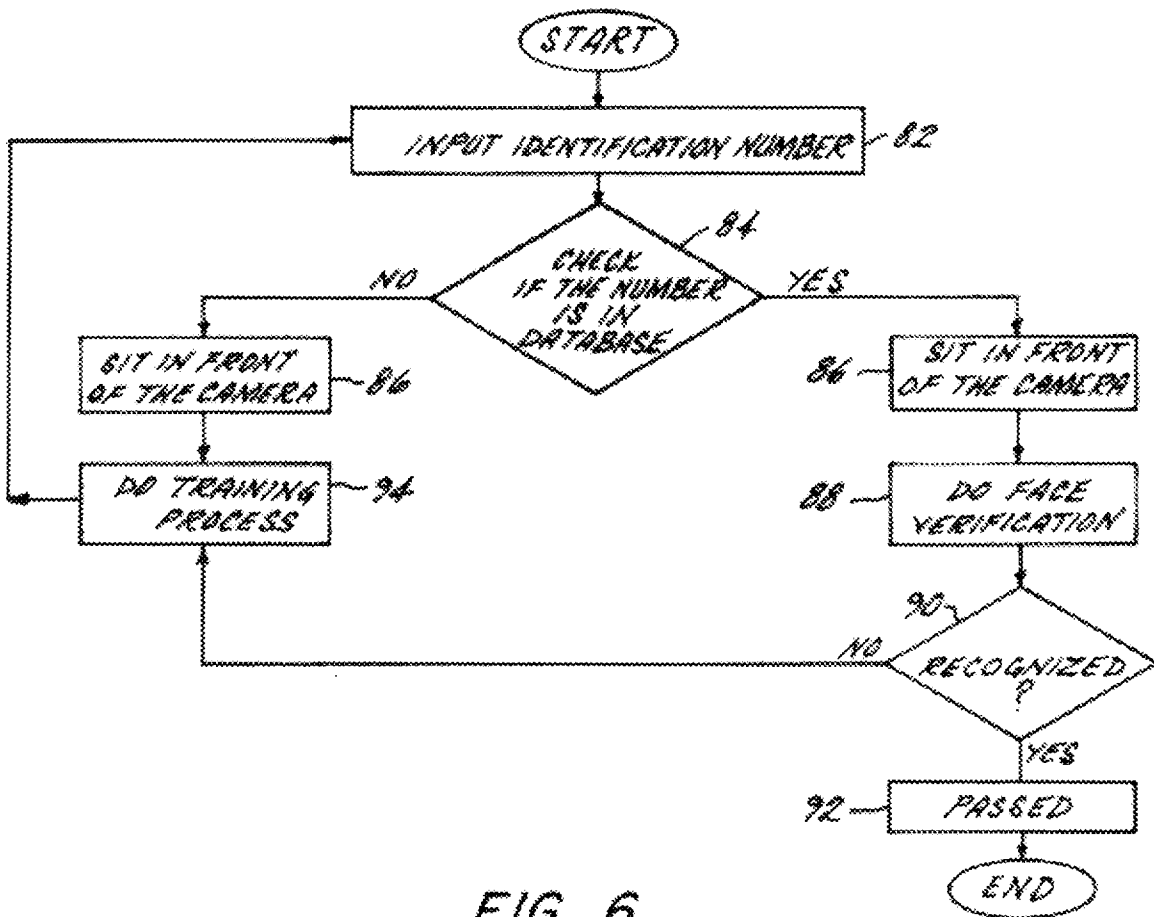 START
INPUT IDENTIFICATION NUMBER
82
84
CHECK
IF THE NUMBER
IS IN
DATABASE
NO
YES
SIT IN FRONT
OF THE CAMERA
86
86
SIT IN FRONT
OF THE CAMERA
DO TRAINING
PROCESS
94
88
DO FACE
VERIFICATION
90
NO
RECOGNIZED
?
YES
92
PASSED
END
FIG. 6